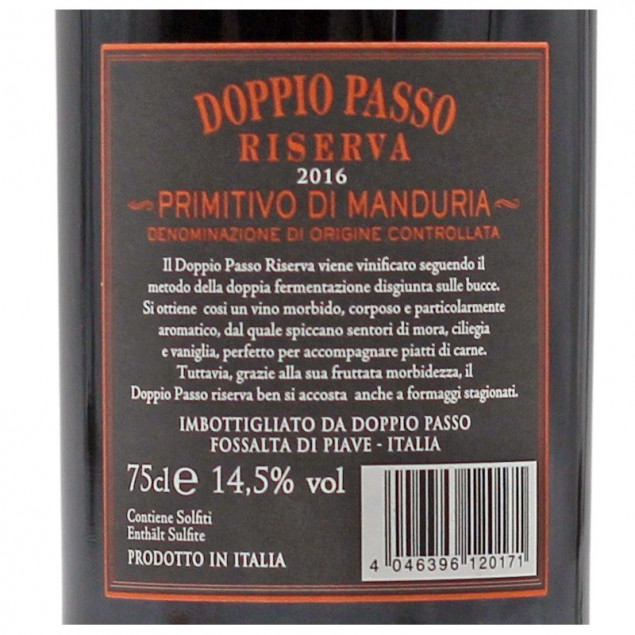 DOPPIO PASSO
RISERVA
2016
PRIMITIVO DI MANDURIA
DENOMINAZIONE DI ORIGINE CONTROLLATA
Il Doppio Passo Riserva viene vinificato seguendo il
metodo della doppia fermentazione disgiunta sulle bucce.
Si ottiene cosi un vino morbido, corposo e particolarmente
aromatico, dal quale spiccano sentori di mora, ciliegia
e vaniglia, perfetto per accompagnare piatti di carne.
Tuttavia, grazie alla sua fruttata morbidezza, il
Doppio Passo riserva ben si accosta anche a formaggi stagionati.
IMBOTTIGLIATO DA DOPPIO PASSO
FOSSALTA DI PIAVE - ITALIA
75cl e 14,5% vol
Contiene Solfiti
Enthält Sulfite
PRODOTTO IN ITALIA
4 046396 120171